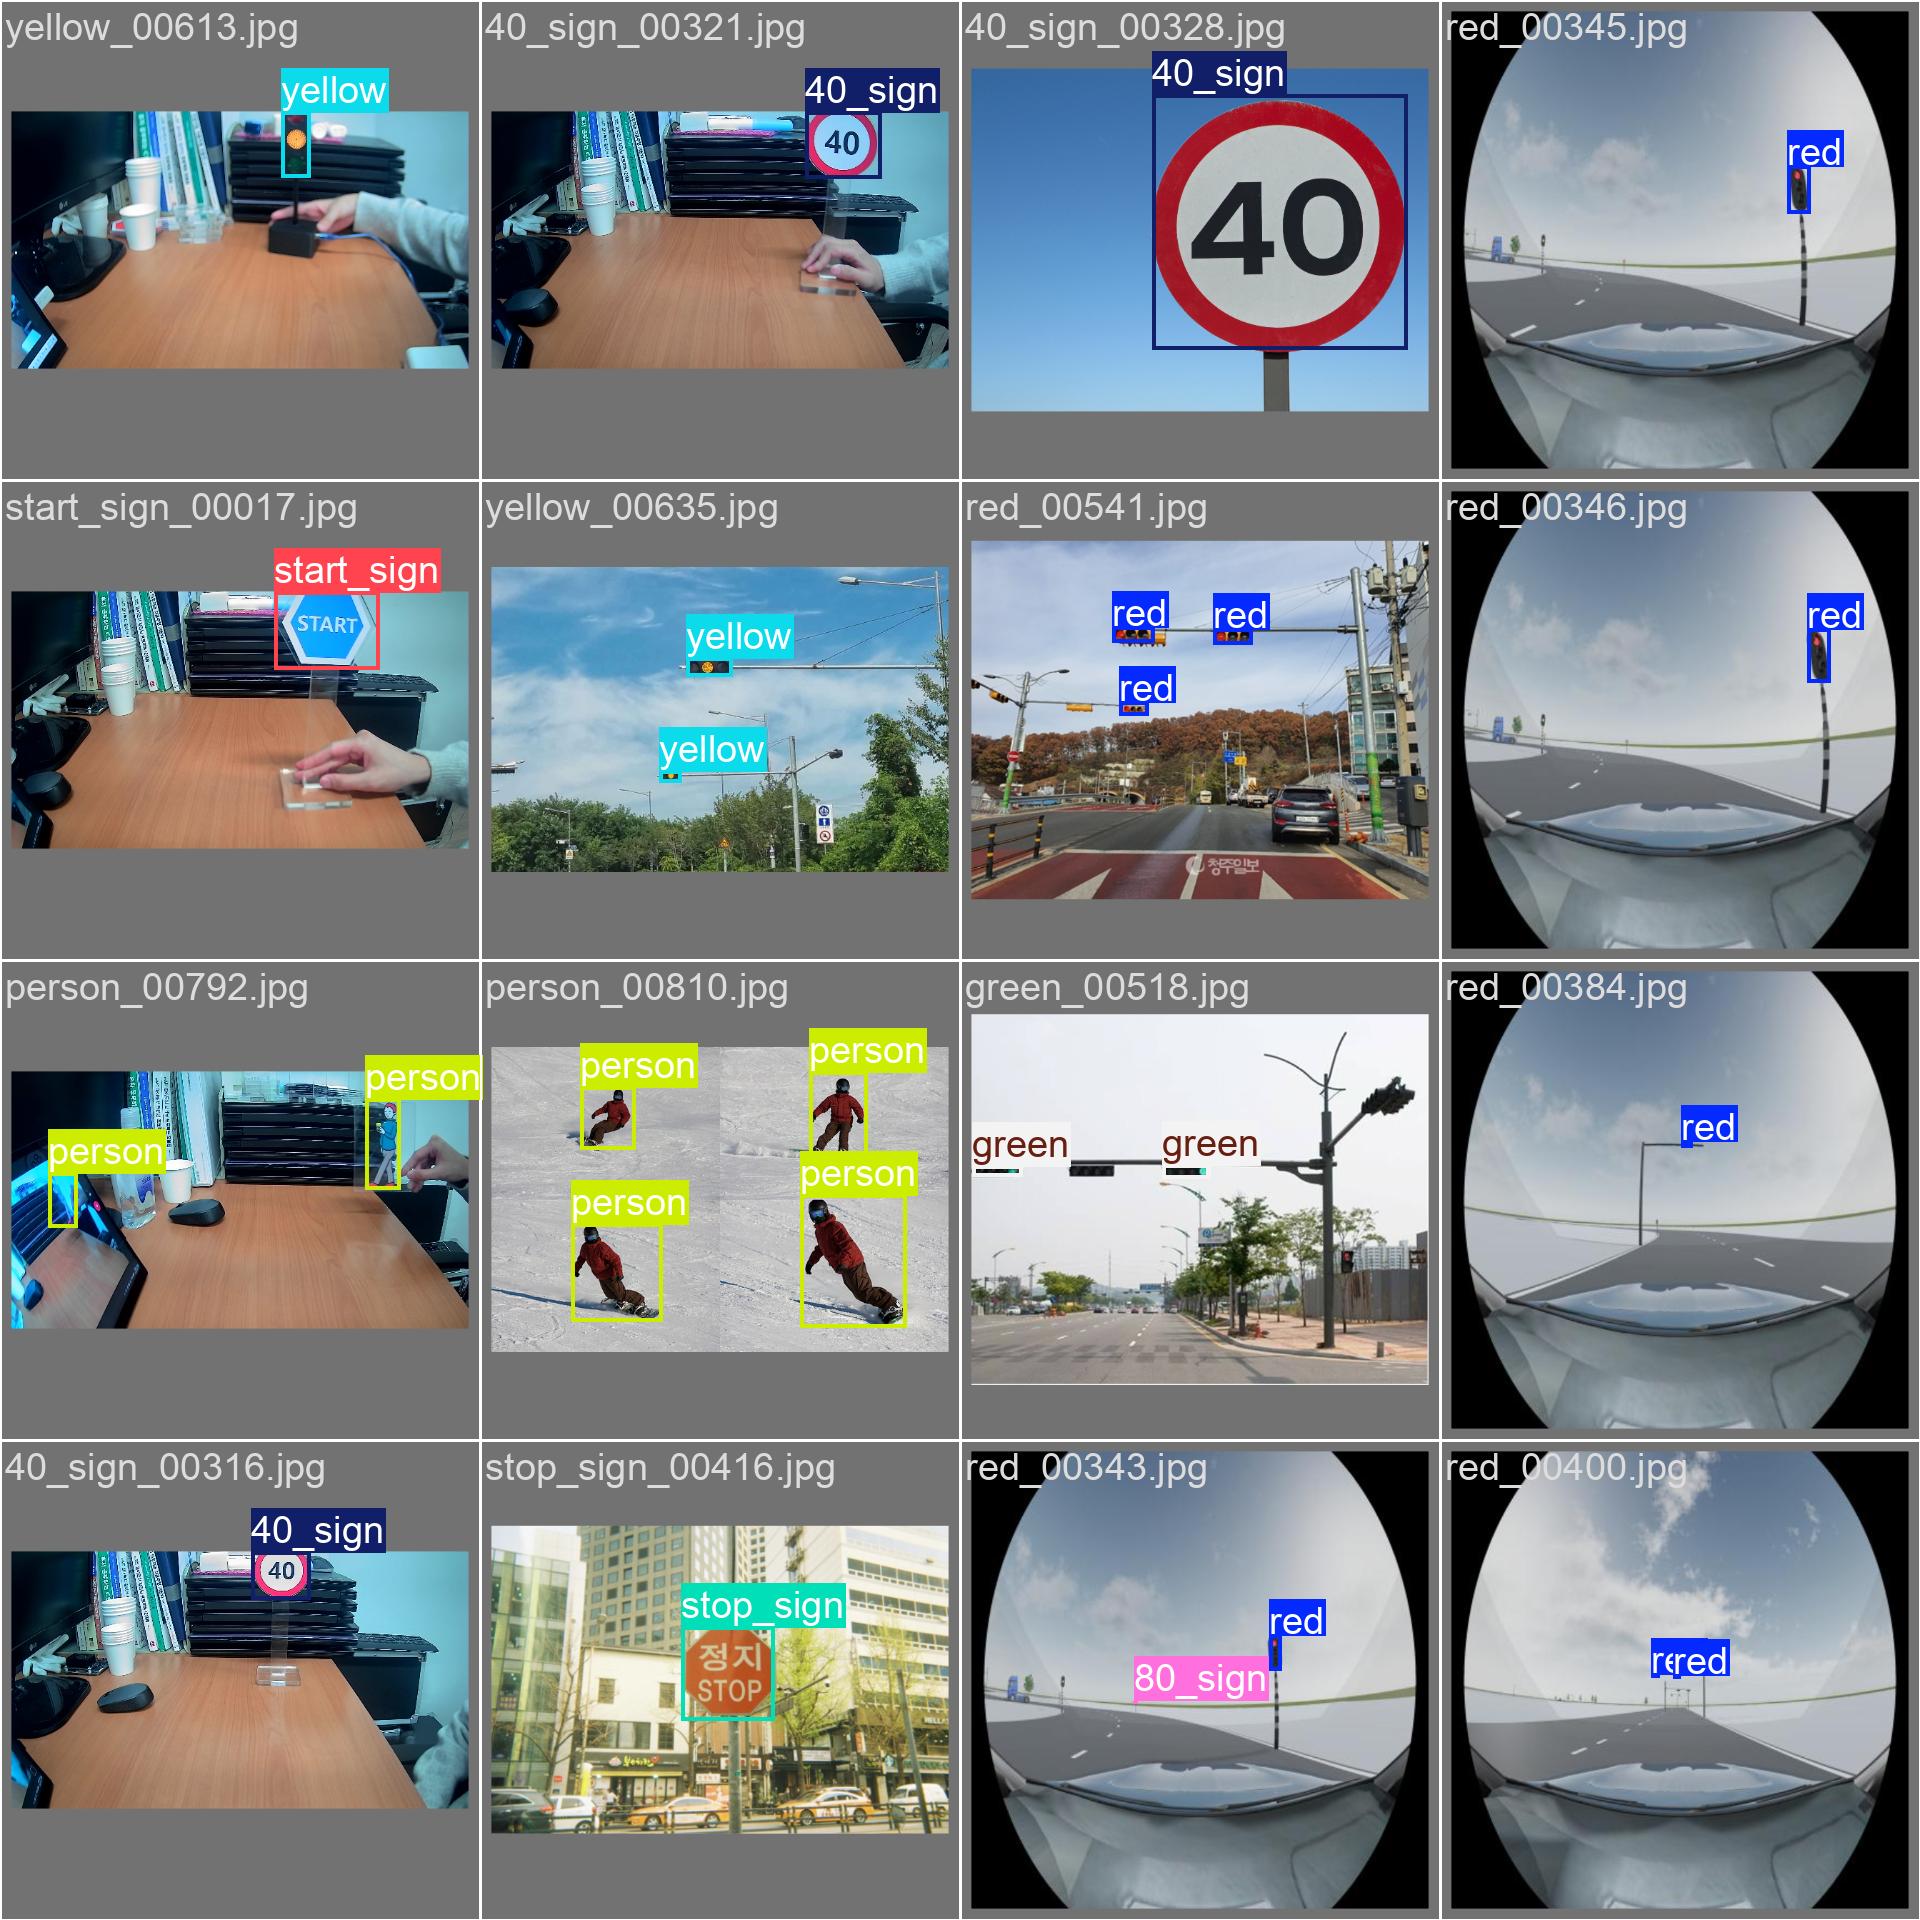 yellow_00613.jpg
yellow
40_sign_00321.jpg
40_sign
40
40_sign_00328.jpg
40_sign
40
red_00345.jpg
red
start_sign_00017.jpg
start_sign
START
yellow_00635.jpg
yellow
yellow
red_00541.jpg
red
red
red
청주일보
red_00346.jpg
red
person_00792.jpg
person
person
person_00810.jpg
person
person
person
person
green_00518.jpg
green
green
red_00384.jpg
red
40_sign_00316.jpg
40_sign
40
stop_sign_00416.jpg
stop_sign
정지
STOP
red_00343.jpg
red
80_sign
red_00400.jpg
re
red